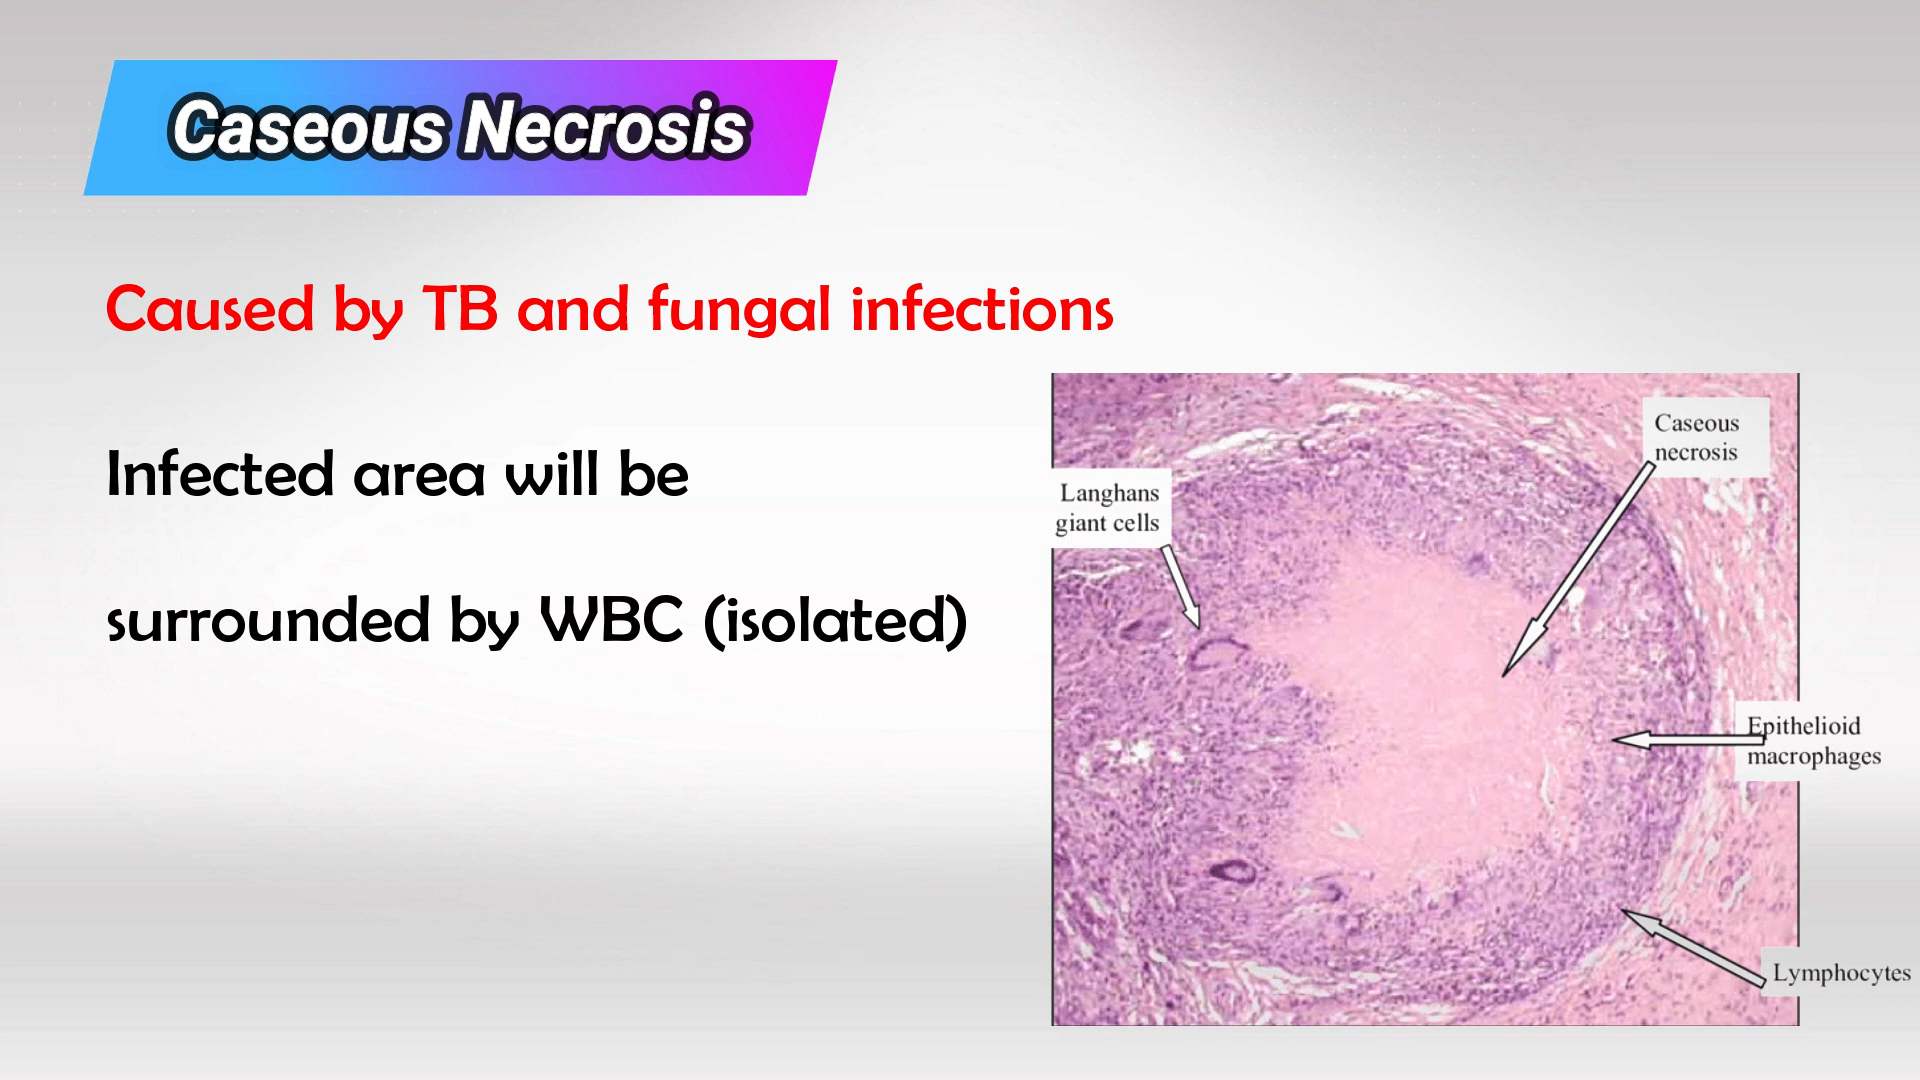 Caseous Necrosis
Caused by TB and fungal infections
Infected area will be
surrounded by WBC (isolated)
Caseous
necrosis
Langhans
giant cells
Epithelioid
macrophages
Lymphocytes